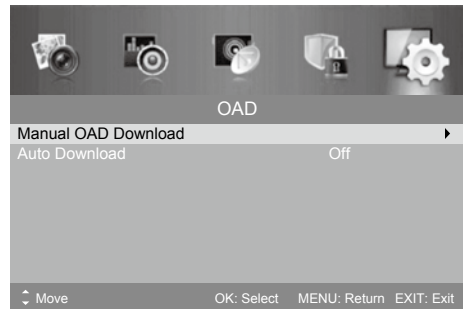 OAD
Manual OAD Download
Auto Download Off
Move OK: Select MENU: Return EXIT: Exit